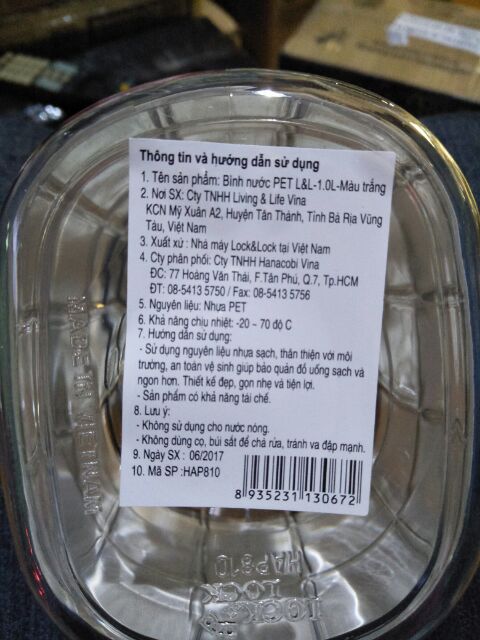 Thông tin và hướng dẫn sử dụng
1. Tên sản phẩm: Bình nước PET L&L-1.0L-Màu trắng
2. Nơi SX: Cty TNHH Living & Life Vina
KCN Mỹ Xuân A2, Huyện Tân Thành, Tỉnh Bà Rịa Vũng
Tàu, Việt Nam
3. Xuất xứ : Nhà máy Lock&Lock tại Việt Nam
4. Cty phân phối: Cty TNHH Hanacobi Vina
ĐC: 77 Hoàng Văn Thái, F.Tân Phú, Q.7, Tp.HCM
ĐT: 08-5413 5750 / Fax: 08-5413 5756
5. Nguyên liệu: Nhựa PET
6. Khả năng chịu nhiệt: -20 ~ 70 độ C
7. Hướng dẫn sử dụng:
- Sử dụng nguyên liệu nhựa sạch, thân thiện với môi
trường, an toàn vệ sinh giúp bảo quản đồ uống sạch và
ngon hơn. Thiết kế đẹp, gọn nhẹ và tiện lợi.
- Sản phẩm có khả năng tái chế.
8. Lưu ý:
- Không sử dụng cho nước nóng.
- Không dùng cọ, bùi sắt để chà rửa, tránh va đập mạnh.
9. Ngày SX : 06/2017
10. Mã SP :HAP810
8 935231 130672
MADE IN VIETNAM
HAP810
LOCK & LOCK